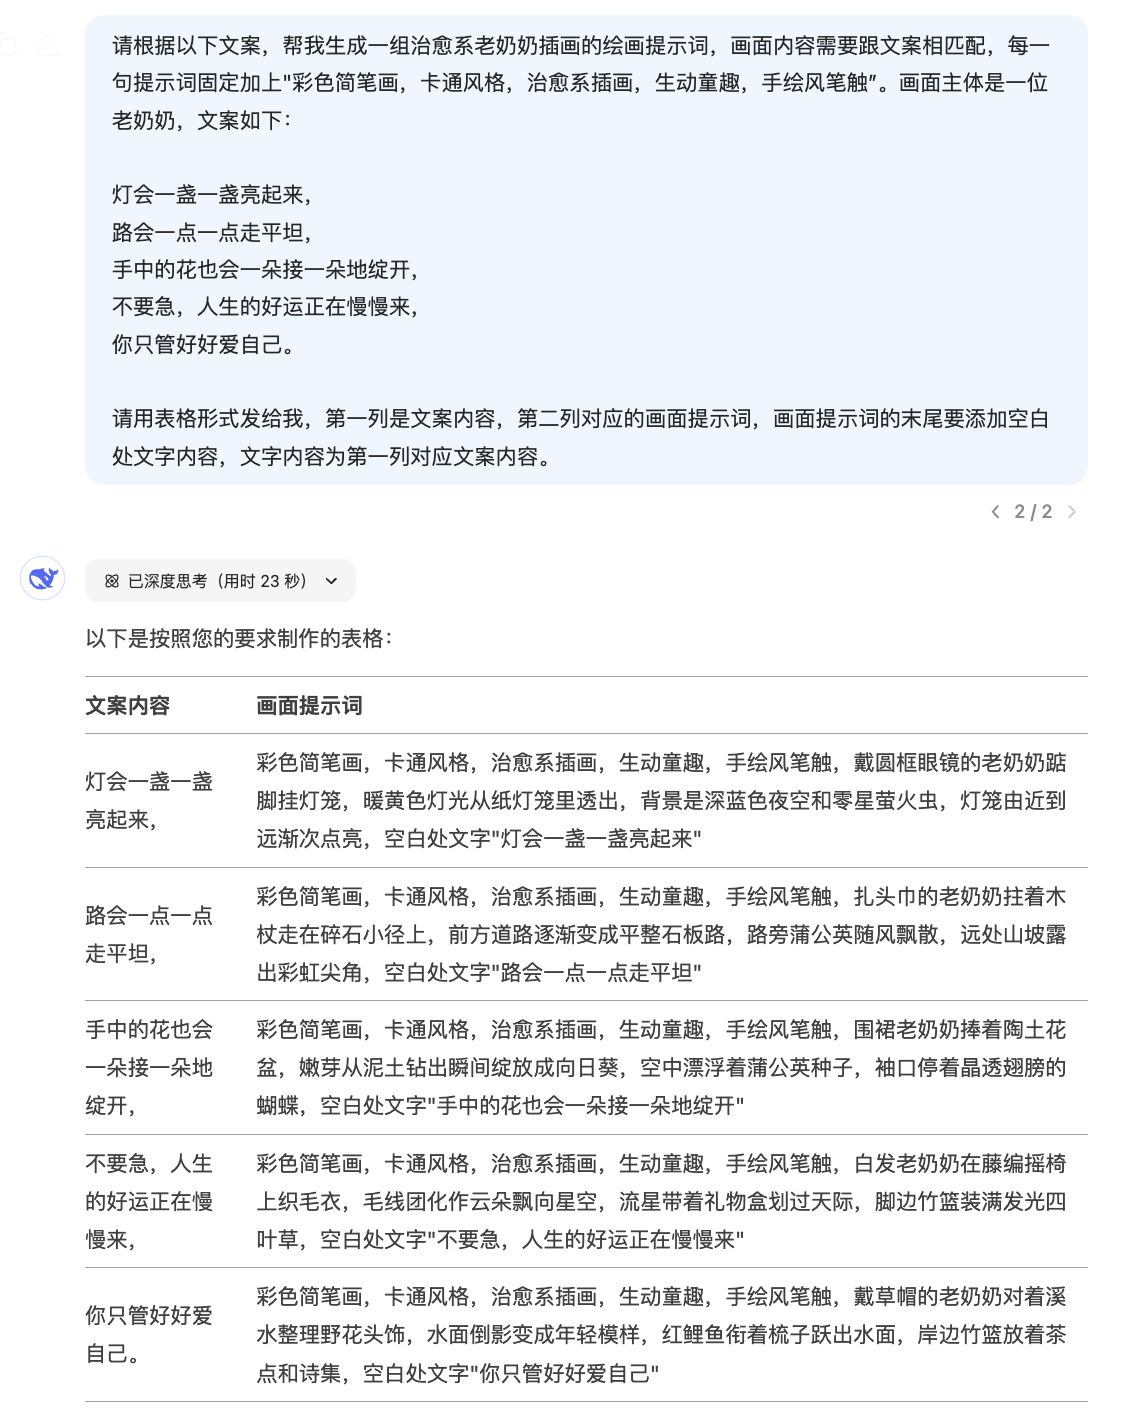 请根据以下文案，帮我生成一组治愈系老奶奶插画的绘画提示词，画面内容需要跟文案相匹配，每一
句提示词固定加上"彩色简笔画，卡通风格，治愈系插画，生动童趣，手绘风笔触”。画面主体是一位
老奶奶，文案如下：
灯会一盏一盏亮起来，
路会一点一点走平坦，
手中的花也会一朵接一朵地绽开，
不要急，人生的好运正在慢慢来，
你只管好好爱自己。
请用表格形式发给我，第一列是文案内容，第二列对应的画面提示词，画面提示词的末尾要添加空白
处文字内容，文字内容为第一列对应文案内容。
2 / 2
已深度思考（用时 23 秒）
以下是按照您的要求制作的表格：
文案内容
画面提示词
灯会一盏一盏
亮起来，
彩色简笔画，卡通风格，治愈系插画，生动童趣，手绘风笔触，戴圆框眼镜的老奶奶踮
脚挂灯笼，暖黄色灯光从纸灯笼里透出，背景是深蓝色夜空和零星萤火虫，灯笼由近到
远渐次点亮，空白处文字"灯会一盏一盏亮起来"
路会一点一点
走平坦，
彩色简笔画，卡通风格，治愈系插画，生动童趣，手绘风笔触，扎头巾的老奶奶拄着木
杖走在碎石小径上，前方道路逐渐变成平整石板路，路旁蒲公英随风飘散，远处山坡露
出彩虹尖角，空白处文字"路会一点一点走平坦"
手中的花也会
一朵接一朵地
绽开，
彩色简笔画，卡通风格，治愈系插画，生动童趣，手绘风笔触，围裙老奶奶捧着陶土花
盆，嫩芽从泥土钻出瞬间绽放成向日葵，空中漂浮着蒲公英种子，袖口停着晶透翅膀的
蝴蝶，空白处文字"手中的花也会一朵接一朵地绽开"
不要急，人生
的好运正在慢
慢来，
彩色简笔画，卡通风格，治愈系插画，生动童趣，手绘风笔触，白发老奶奶在藤编摇椅
上织毛衣，毛线团化作云朵飘向星空，流星带着礼物盒划过天际，脚边竹篮装满发光四
叶草，空白处文字"不要急，人生的好运正在慢慢来"
你只管好好爱
自己。
彩色简笔画，卡通风格，治愈系插画，生动童趣，手绘风笔触，戴草帽的老奶奶对着溪
水整理野花头饰，水面倒影变成年轻模样，红鲤鱼衔着梳子跃出水面，岸边竹篮放着茶
点和诗集，空白处文字"你只管好好爱自己"